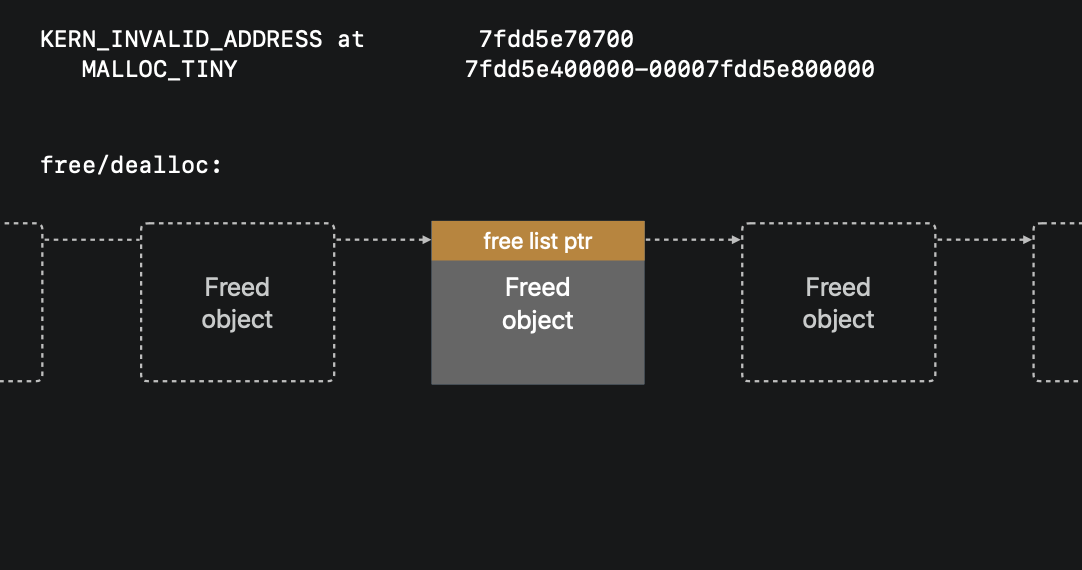 KERN_INVALID_ADDRESS at 7fdd5e70700
MALLOC_TINY 7fdd5e400000-00007fdd5e800000
free/dealloc:
free list ptr
Freed
object
Freed
object
Freed
object